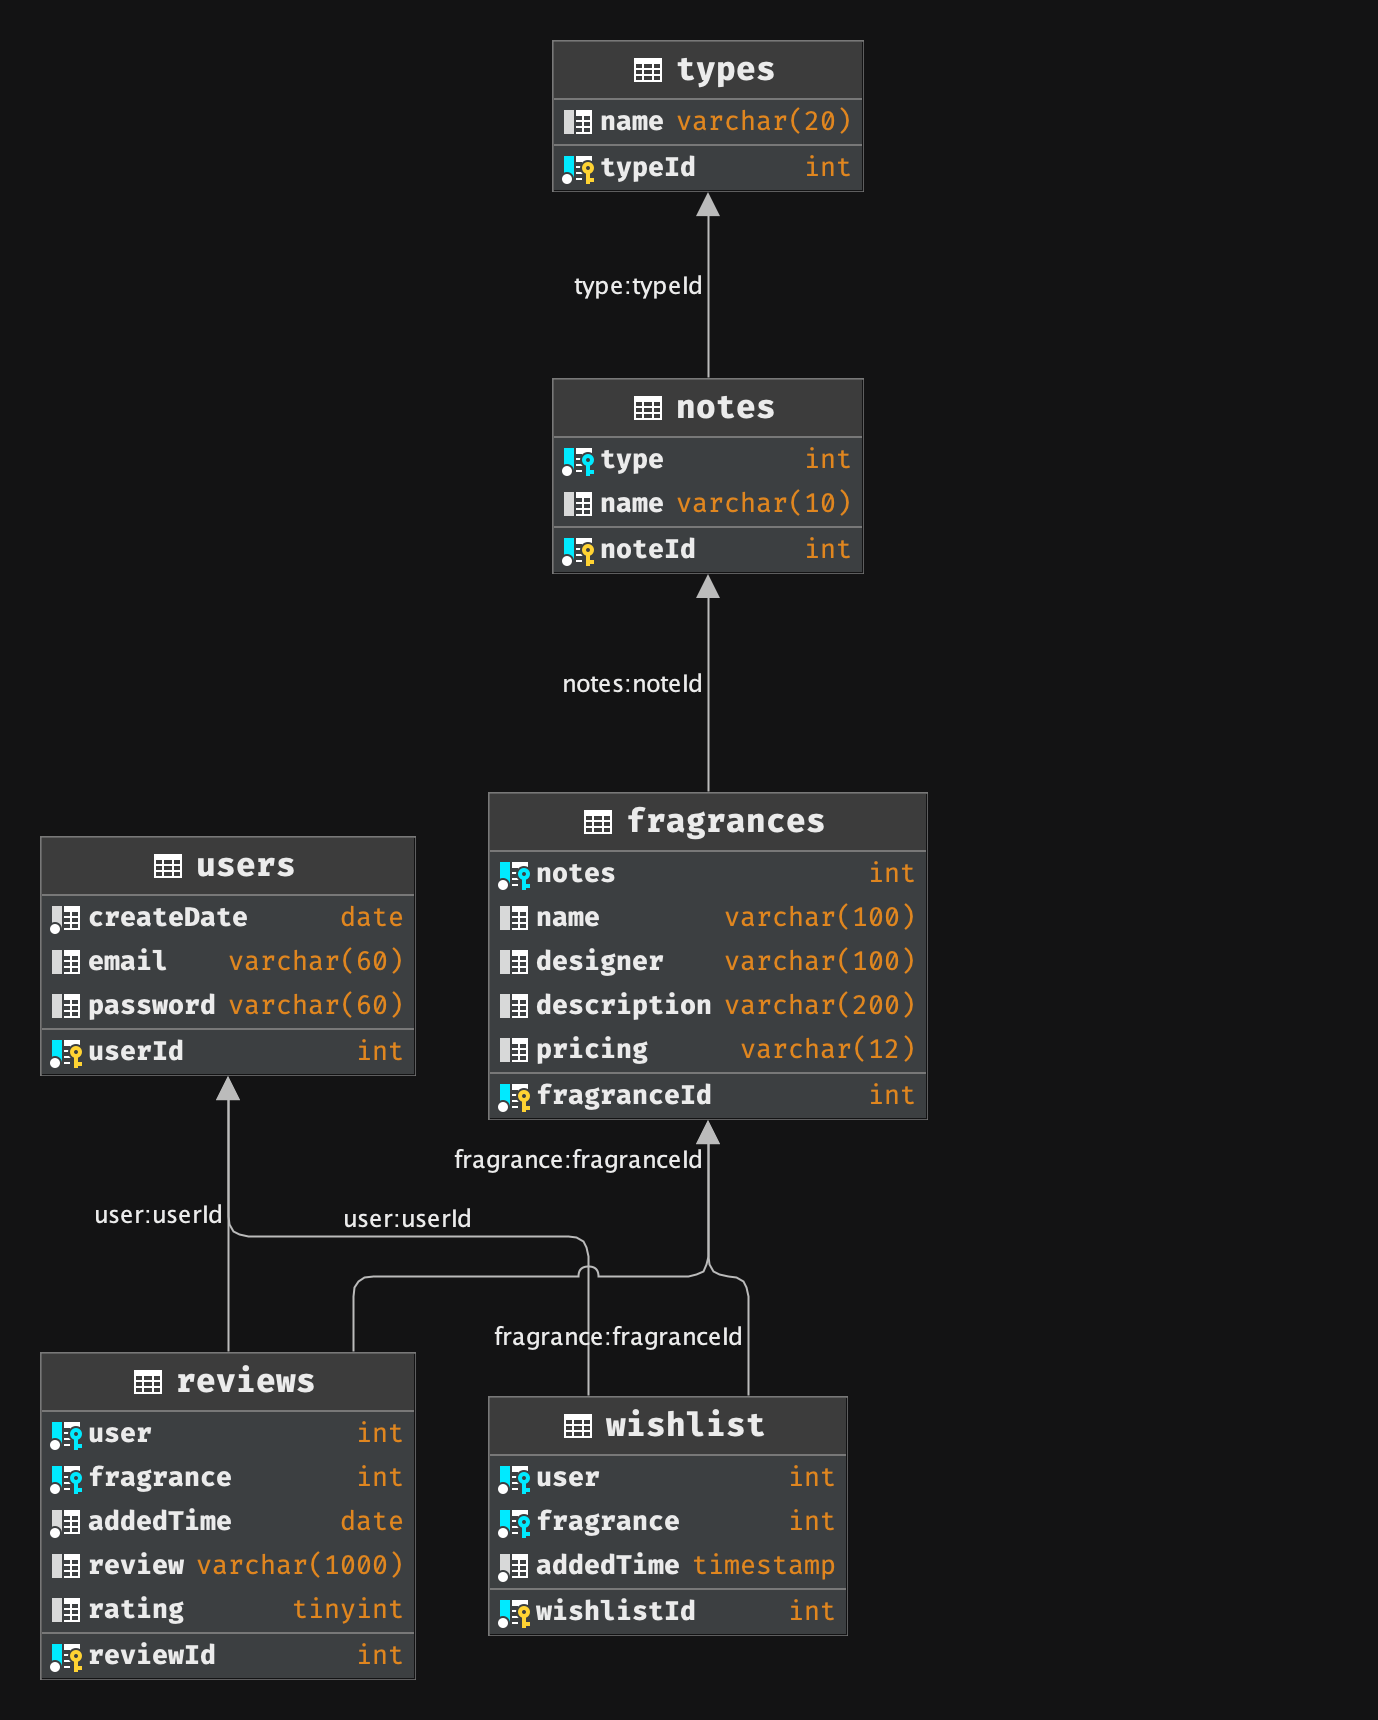 types
name varchar(20)
typeId int
type:typeId
notes
type int
name varchar(10)
noteId int
notes:noteId
fragrances
notes int
name varchar(100)
designer varchar(100)
description varchar(200)
pricing varchar(12)
fragranceId int
users
createDate date
email varchar(60)
password varchar(60)
userId int
fragrance:fragranceId
user:userId
user:userId
fragrance:fragranceId
reviews
user int
fragrance int
addedTime date
review varchar(1000)
rating tinyint
reviewId int
wishlist
user int
fragrance int
addedTime timestamp
wishlistId int